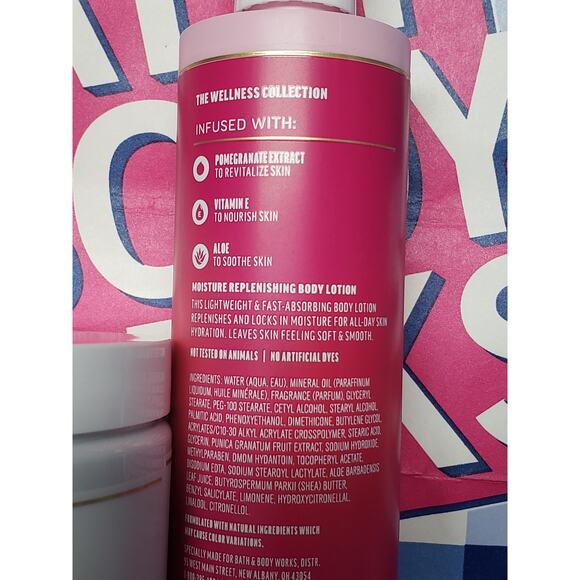 THE WELLNESS COLLECTION
INFUSED WITH:
POMEGRANATE EXTRACT
TO REVITALIZE SKIN
E
VITAMIN E
TO NOURISH SKIN
ALOE
TO SOOTHE SKIN
MOISTURE REPLENISHING BODY LOTION
THIS LIGHTWEIGHT & FAST-ABSORBING BODY LOTION
REPLENISHES AND LOCKS IN MOISTURE FOR ALL-DAY SKIN
HYDRATION. LEAVES SKIN FEELING SOFT & SMOOTH.
NOT TESTED ON ANIMALS | NO ARTIFICIAL DYES
INGREDIENTS: WATER (AQUA, EAU), MINERAL OIL (PARAFFINUM
LIQUIDUM, HUILE MINÉRALE), FRAGRANCE (PARFUM), GLYCERYL
STEARATE, PEG-100 STEARATE, CETYL ALCOHOL, STEARYL ALCOHOL,
PALMITIC ACID, PHENOXYETHANOL, DIMETHICONE, BUTYLENE GLYCOL,
ACRYLATES/C10-30 ALKYL ACRYLATE CROSSPOLYMER, STEARIC ACID,
GLYCERIN, PUNICA GRANATUM FRUIT EXTRACT, SODIUM HYDROXIDE,
METHYLPARABEN, DMDM HYDANTOIN, TOCOPHERYL ACETATE,
DISODIUM EDTA, SODIUM STEAROYL LACTYLATE, ALOE BARBADENSIS
LEAF JUICE, BUTYROSPERMUM PARKII (SHEA) BUTTER,
BENZYL SALICYLATE, LIMONENE, HYDROXYCITRONELLAL,
LINALOOL, CITRONELLOL.
FORMULATED WITH NATURAL INGREDIENTS WHICH
MAY CAUSE COLOR VARIATIONS.
SPECIALLY MADE FOR BATH & BODY WORKS, DISTR.
95 WEST MAIN STREET, NEW ALBANY, OH 43054